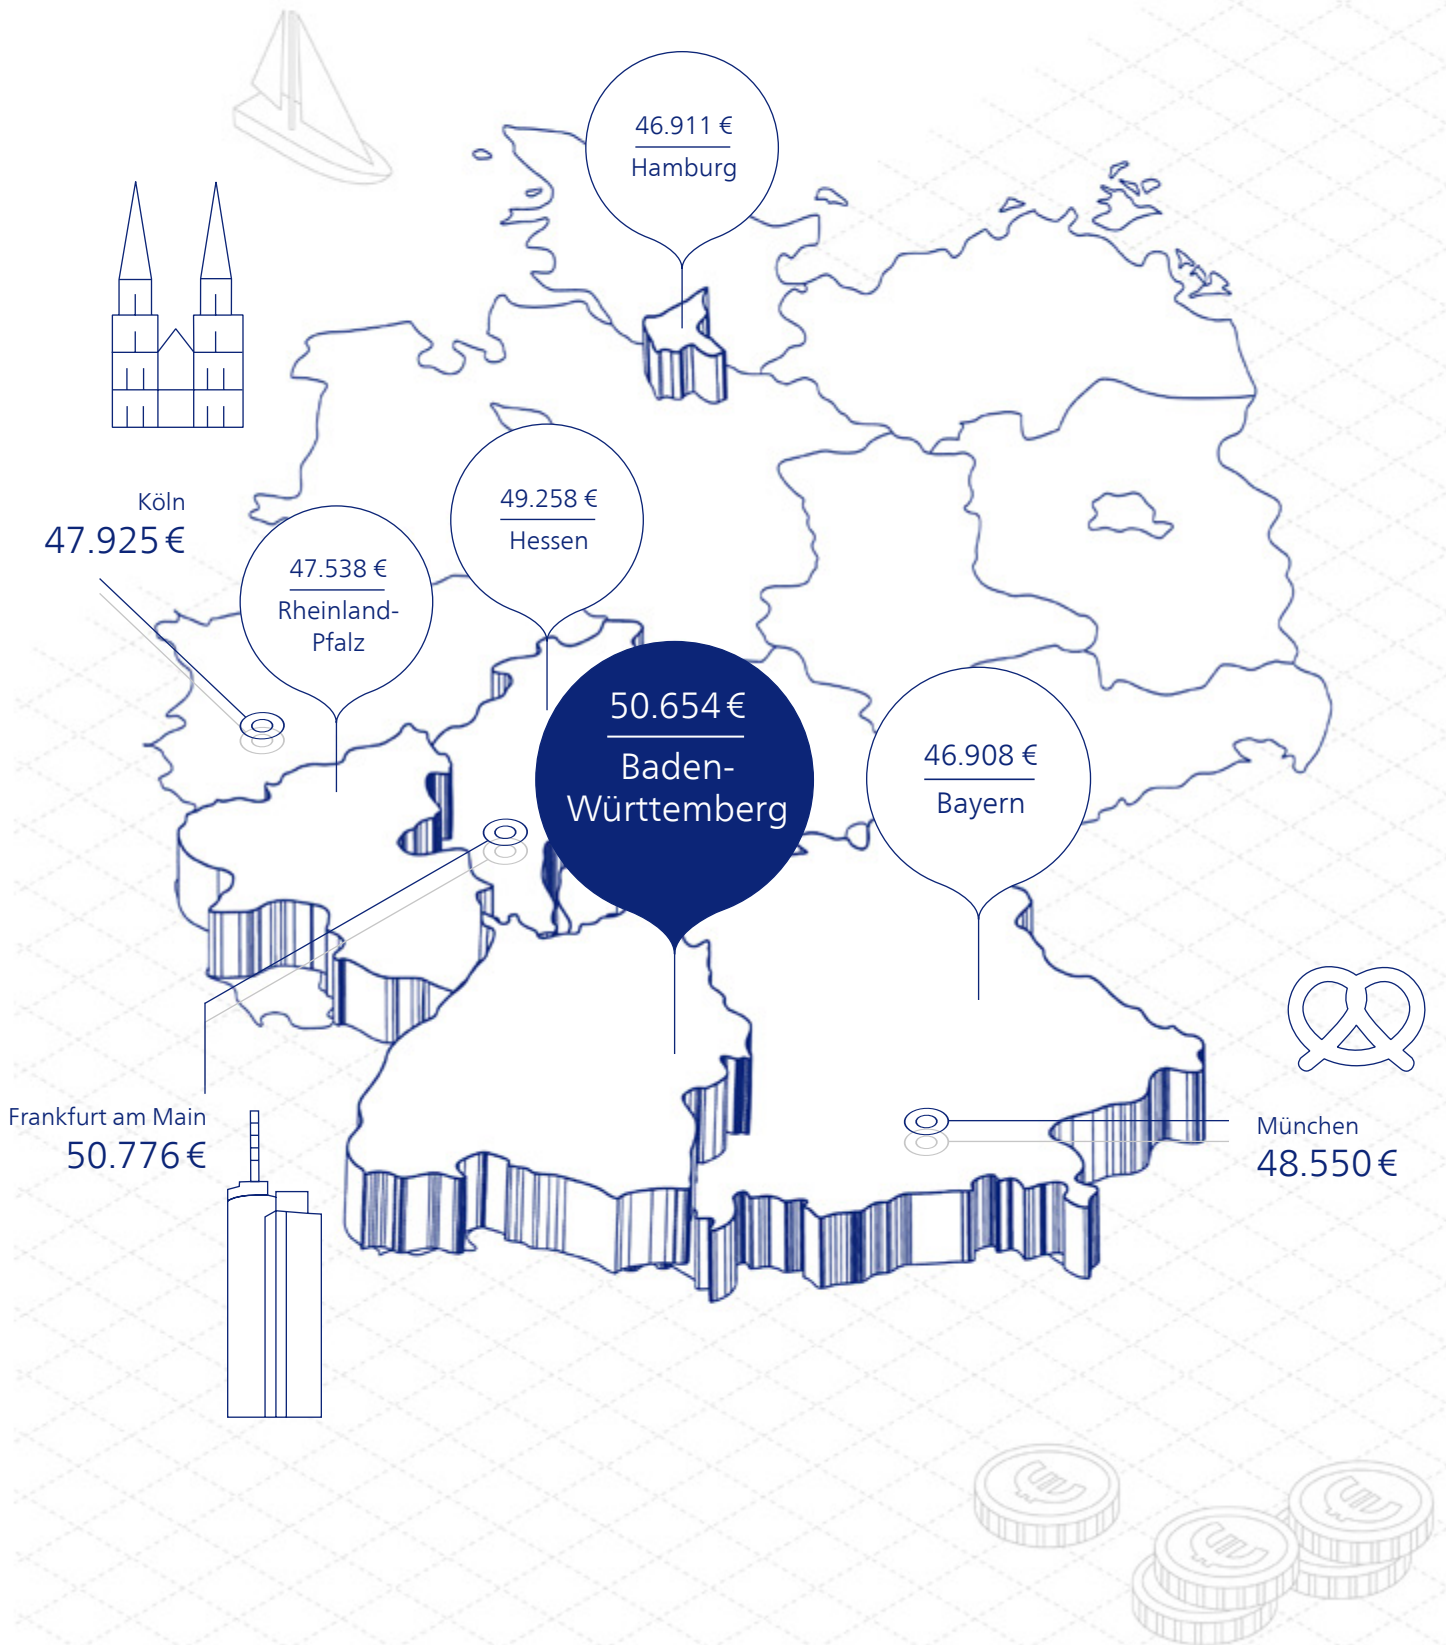 46.911 €
Hamburg
Köln
47.925 €
49.258 €
Hessen
47.538 €
Rheinland-
Pfalz
50.654 €
Baden-
Württemberg
46.908 €
Bayern
Frankfurt am Main
50.776 €
München
48.550 €
€
€
€